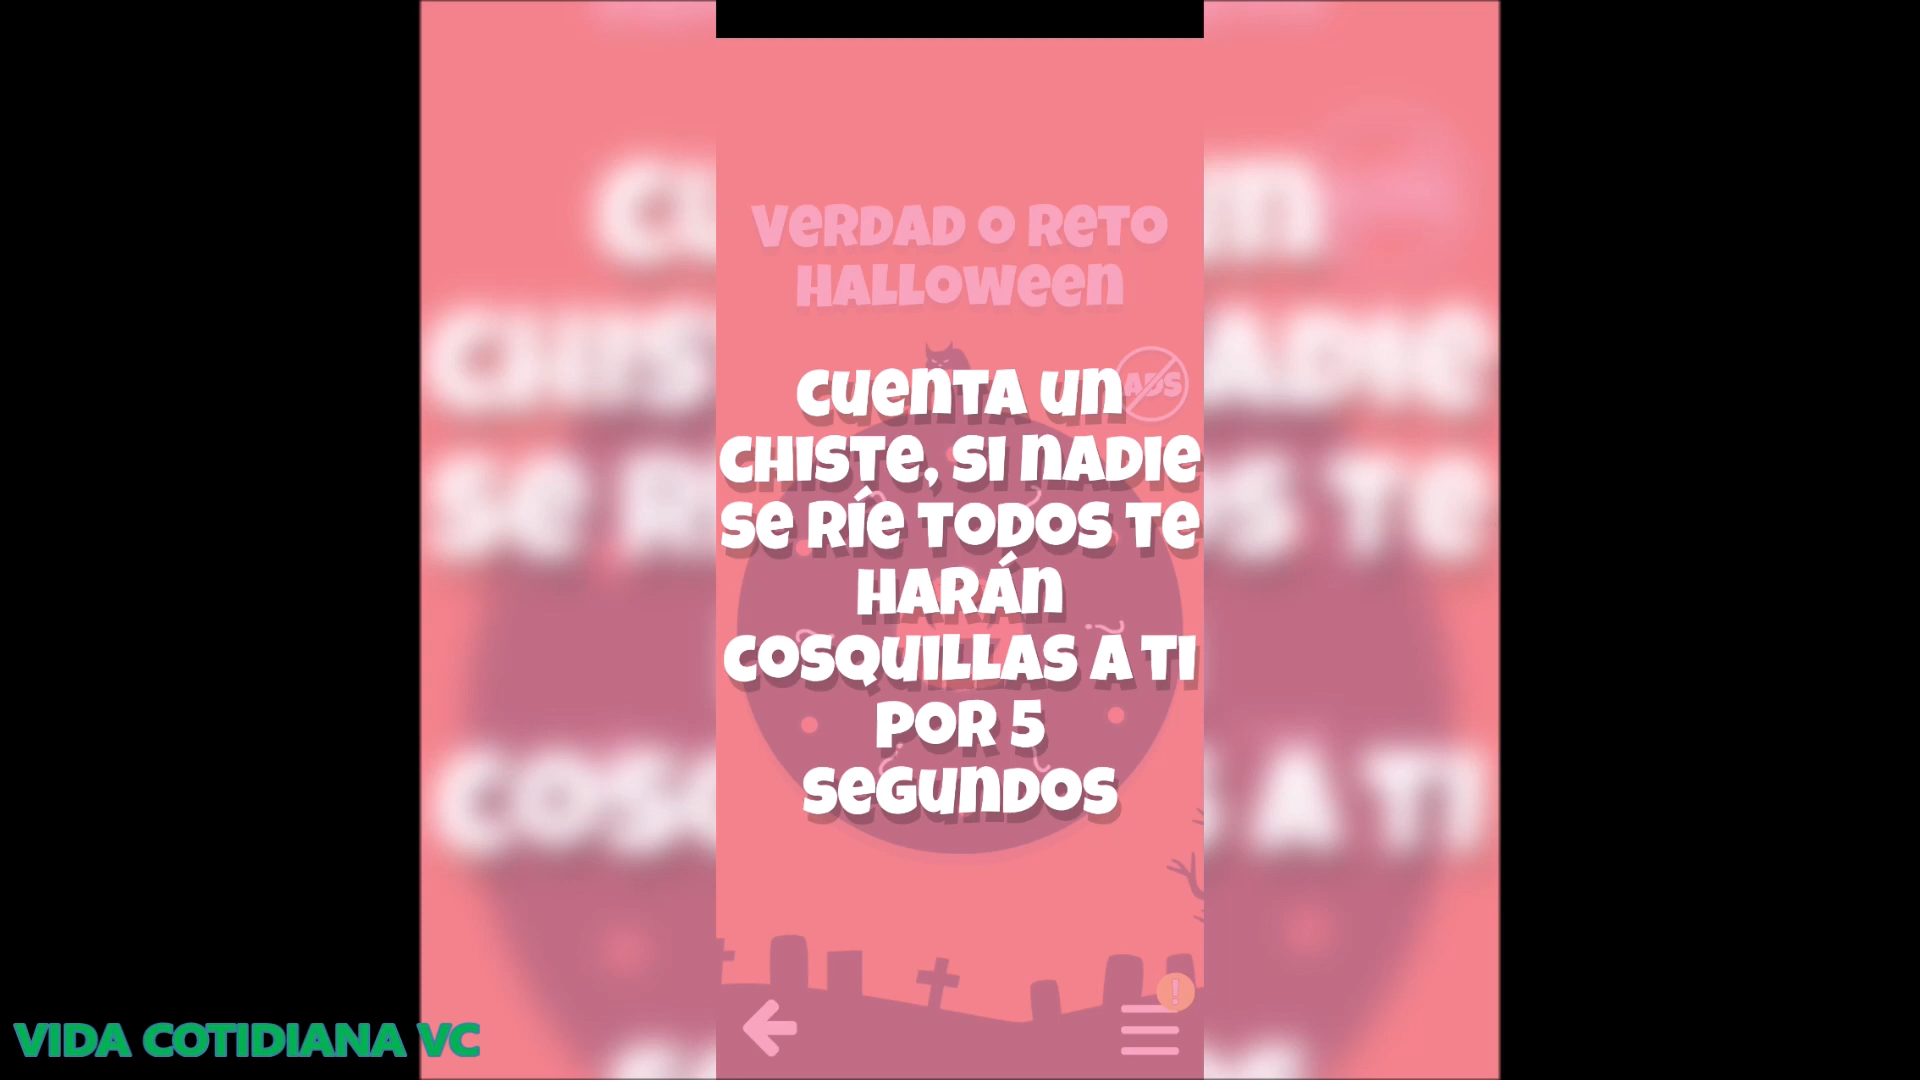 VERDAD O RETO
HALLOWEEN
CUENTA UN
ADS
CHISTE, SI NADIE
SE RÍE TODOS TE
HARÁN
COSQUILLAS A TI
POR 5
SEGUNDOS
VIDA COTIDIANA VC